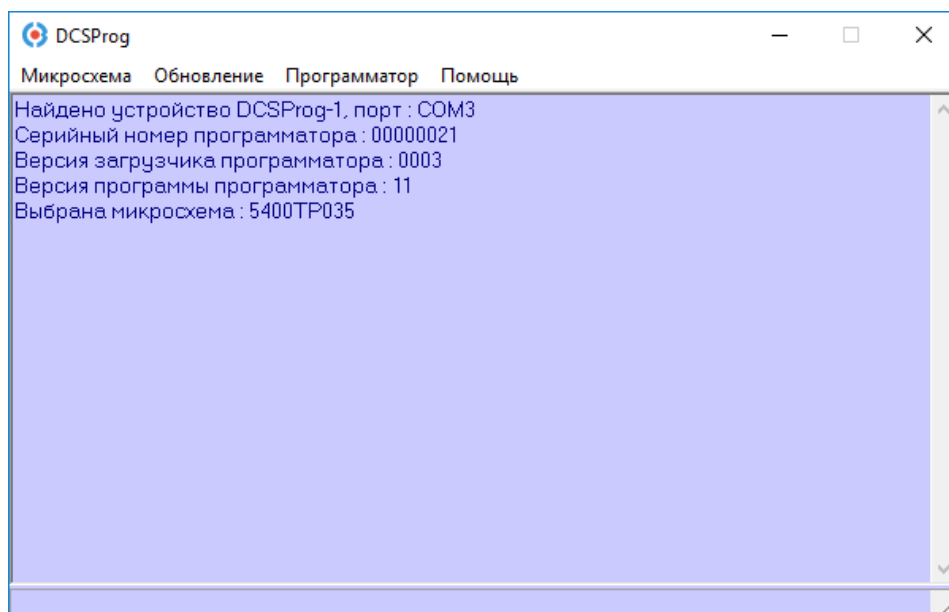 DCSProg
Микросхема Обновление Программатор Помощь
Найдено устройство DCSProg-1, порт : COM3
Серийный номер программатора : 00000021
Версия загрузчика программатора : 0003
Версия программы программатора : 11
Выбрана микросхема : 5400ТР035